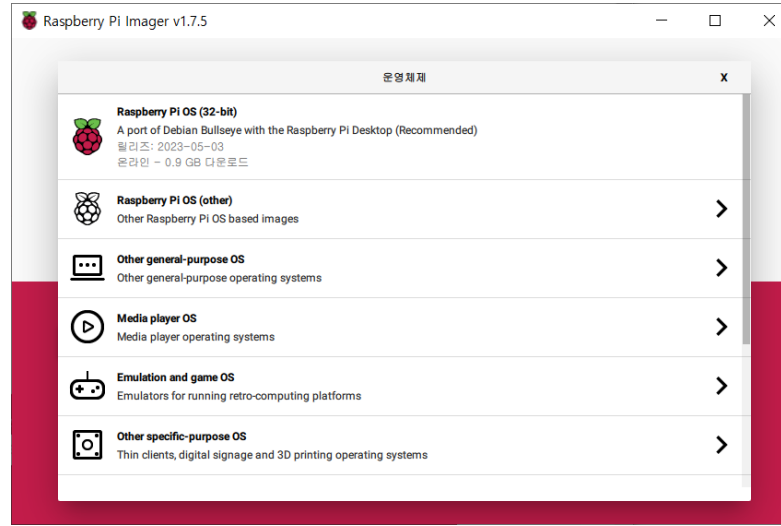 Raspberry Pi Imager v1.7.5
운영체제
X
Raspberry Pi OS (32-bit)
A port of Debian Bullseye with the Raspberry Pi Desktop (Recommended)
릴리즈: 2023-05-03
온라인 - 0.9 GB 다운로드
Raspberry Pi OS (other)
Other Raspberry Pi OS based images
Other general-purpose OS
Other general-purpose operating systems
Media player OS
Media player operating systems
Emulation and game OS
Emulators for running retro-computing platforms
Other specific-purpose OS
Thin clients, digital signage and 3D printing operating systems